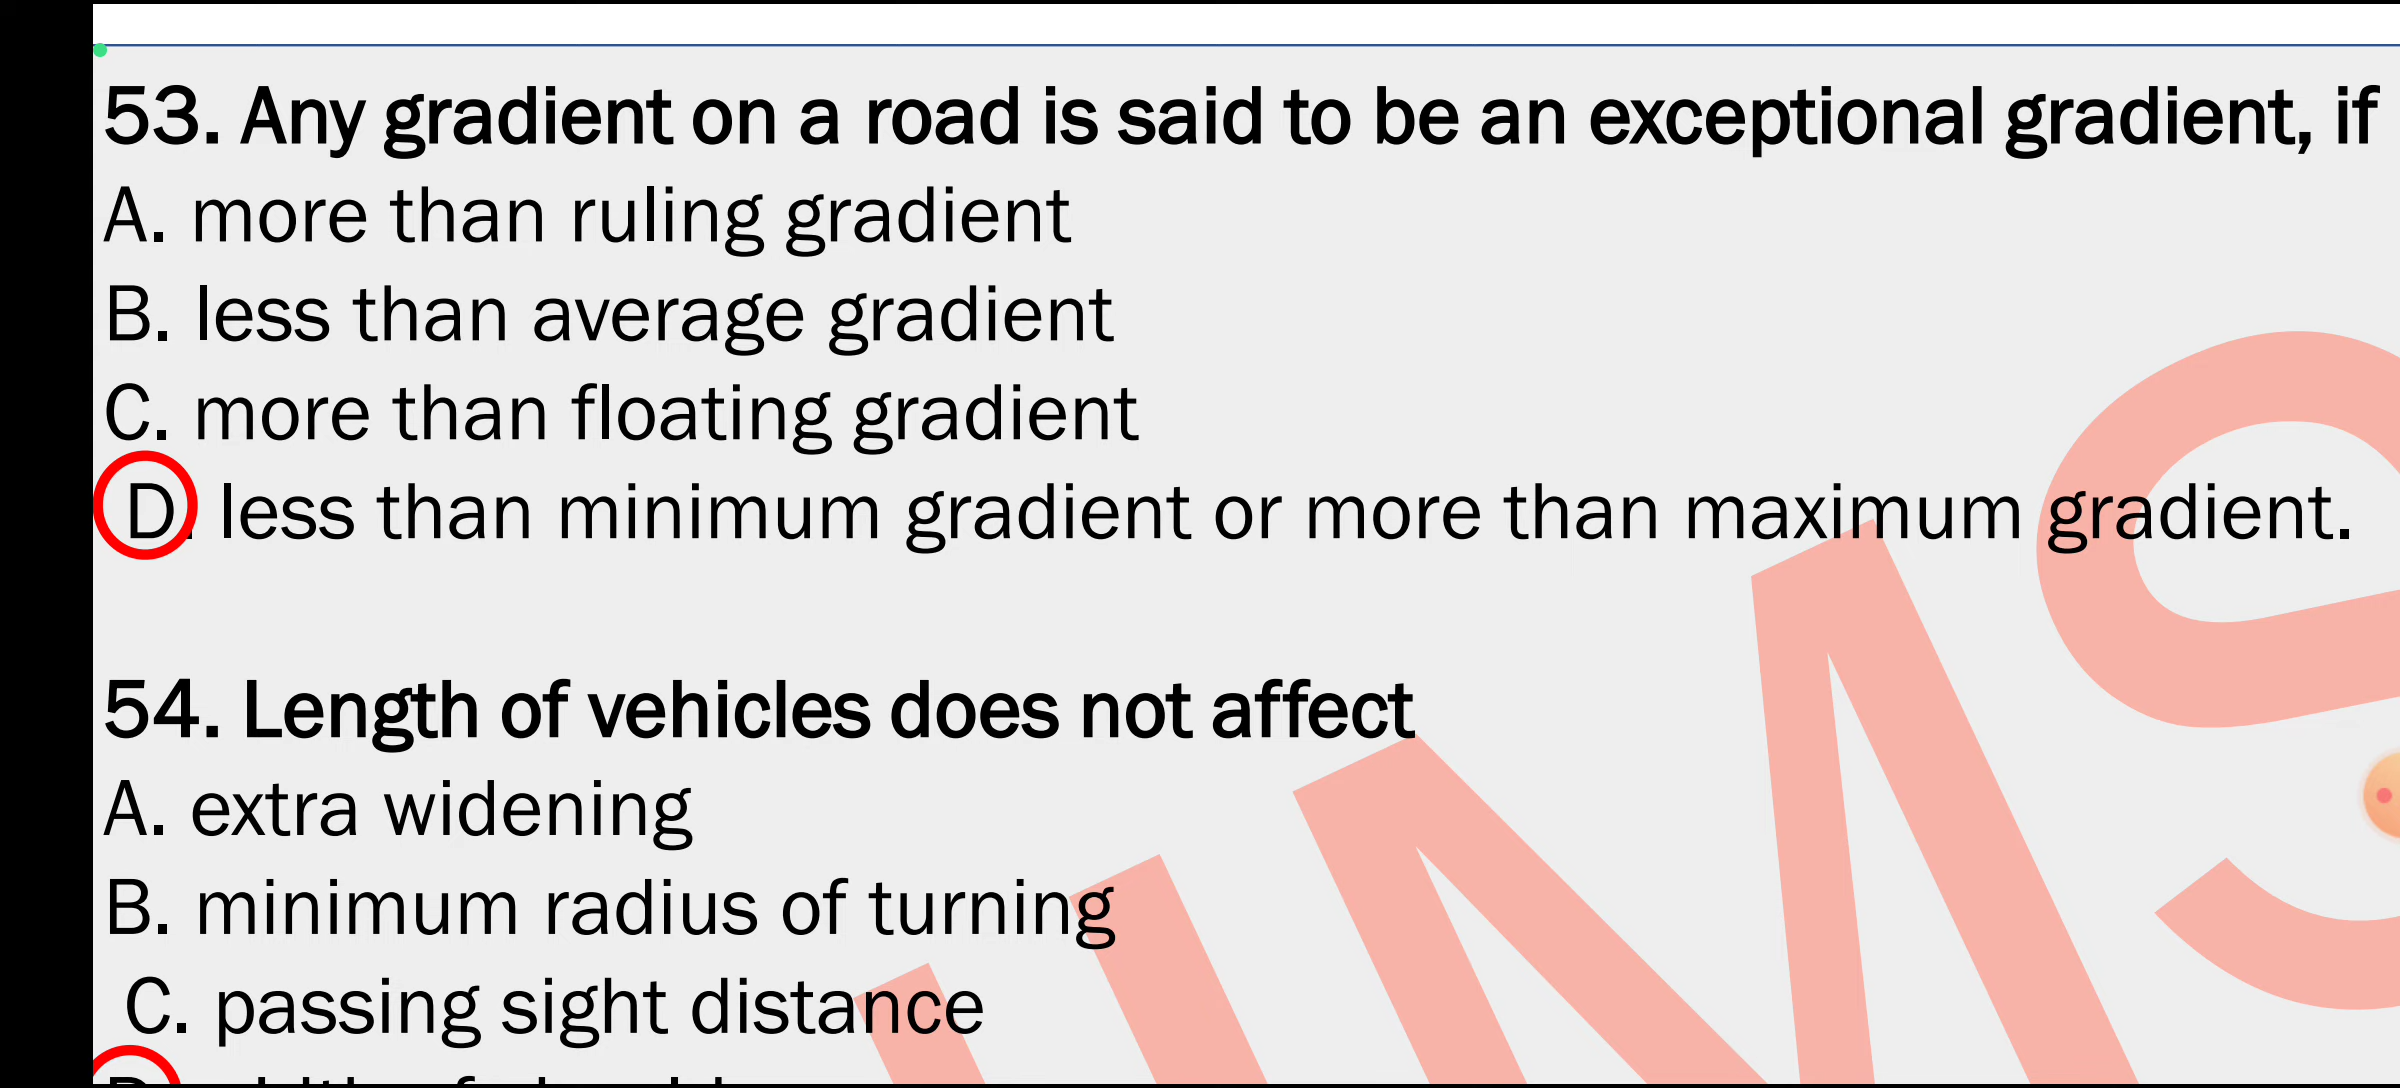 53. Any gradient on a road is said to be an exceptional gradient, if
A. more than ruling gradient
B. less than average gradient
C. more than floating gradient
D. less than minimum gradient or more than maximum gradient.
54. Length of vehicles does not affect
A. extra widening
B. minimum radius of turning
C. passing sight distance
D.